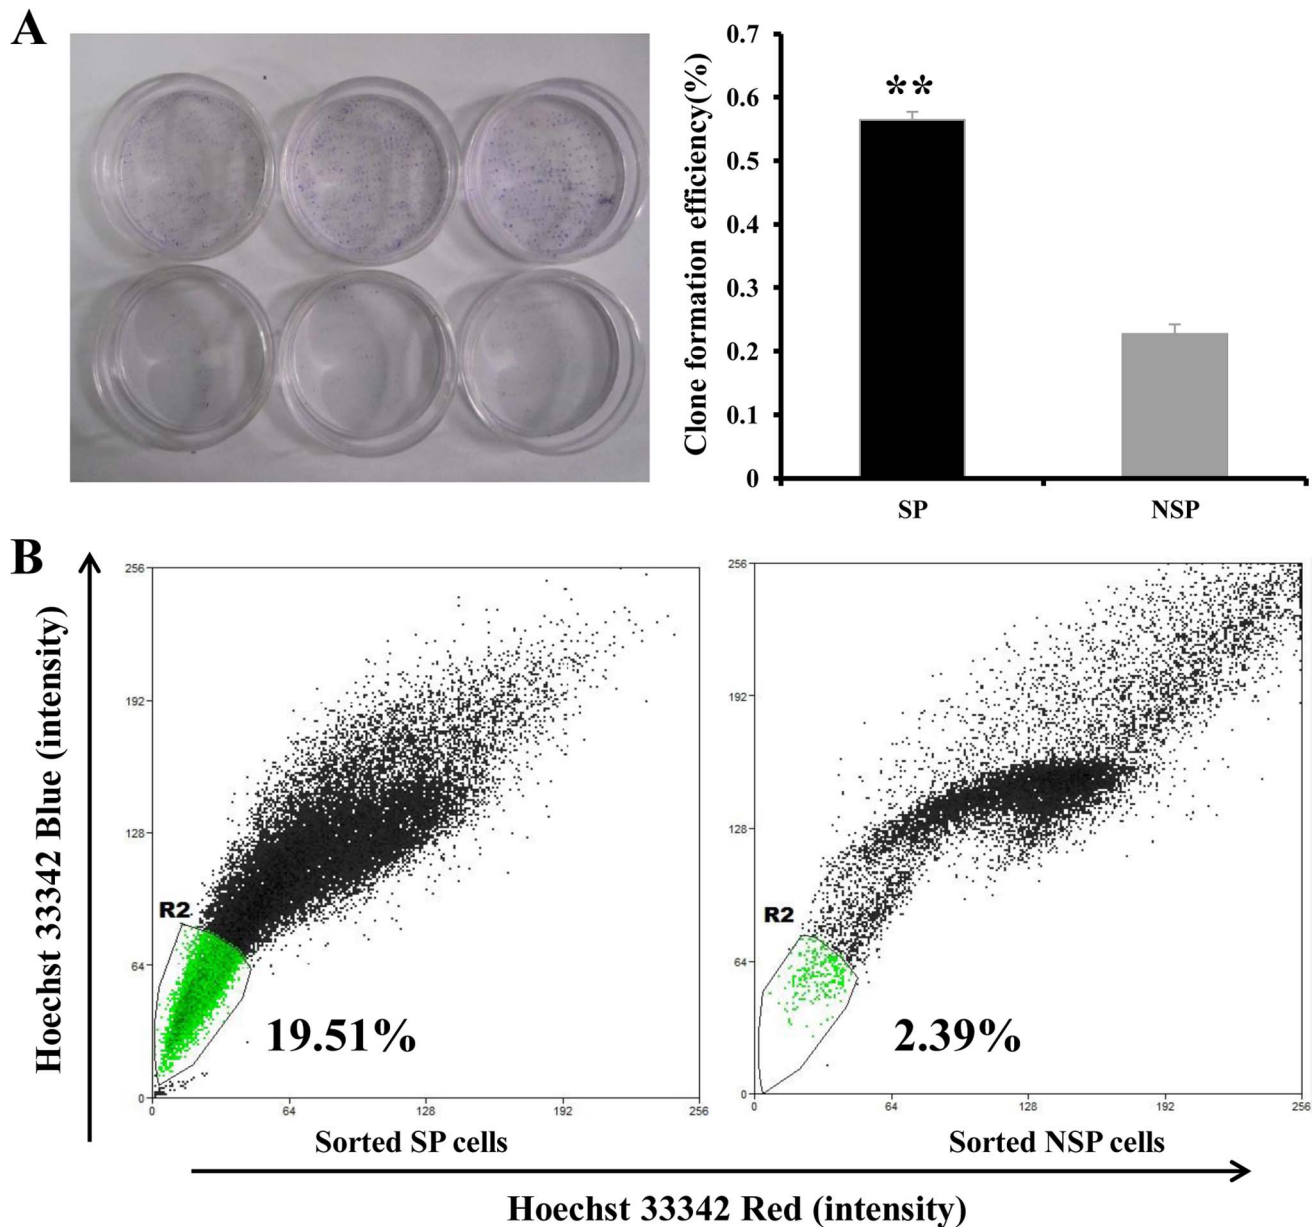 A
0.7
0.6
0.5
0.4
0.3
0.2
0.1
0
Clone formation efficiency(%)
**
SP
NSP
B
Hoechst 33342 Blue (intensity)
256
192
128
64
0
R2
19.51%
0 64 128 192 256
Sorted SP cells
256
192
128
64
0
R2
2.39%
0 64 128 192 256
Sorted NSP cells
Hoechst 33342 Red (intensity)